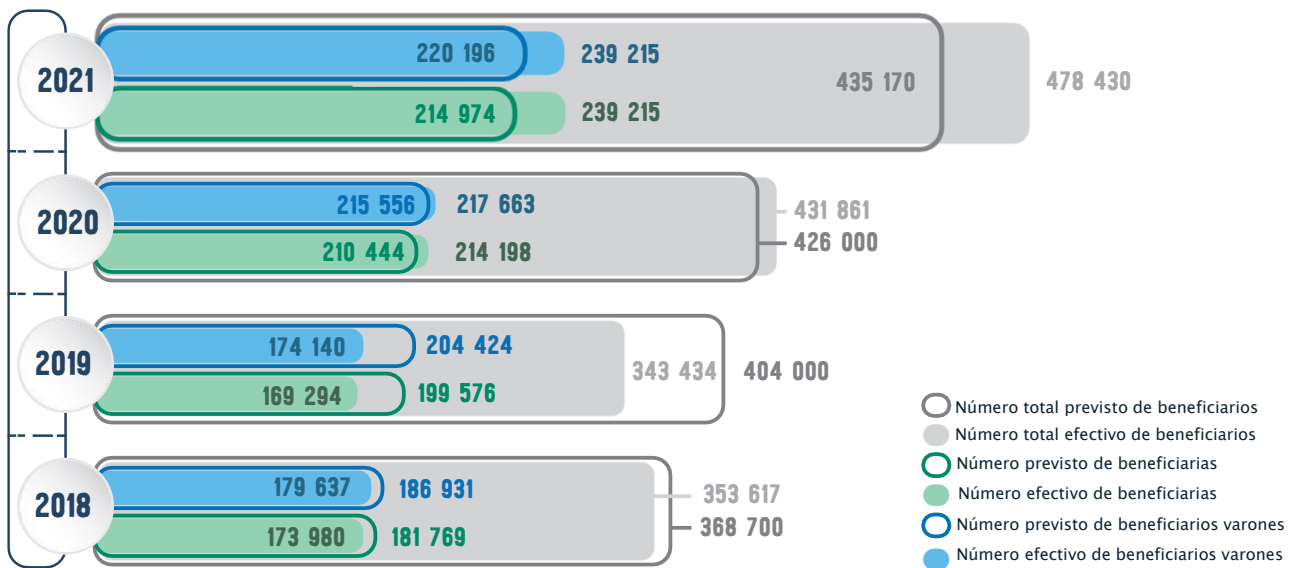 2021
220 196 239 215
435 170 478 430
214 974 239 215
2020
215 556 217 663
431 861
426 000
210 444 214 198
2019
174 140 204 424
343 434 404 000
169 294 199 576
2018
179 637 186 931
353 617
368 700
173 980 181 769
Número total previsto de beneficiarios
Número total efectivo de beneficiarios
Número previsto de beneficiarias
Número efectivo de beneficiarias
Número previsto de beneficiarios varones
Número efectivo de beneficiarios varones